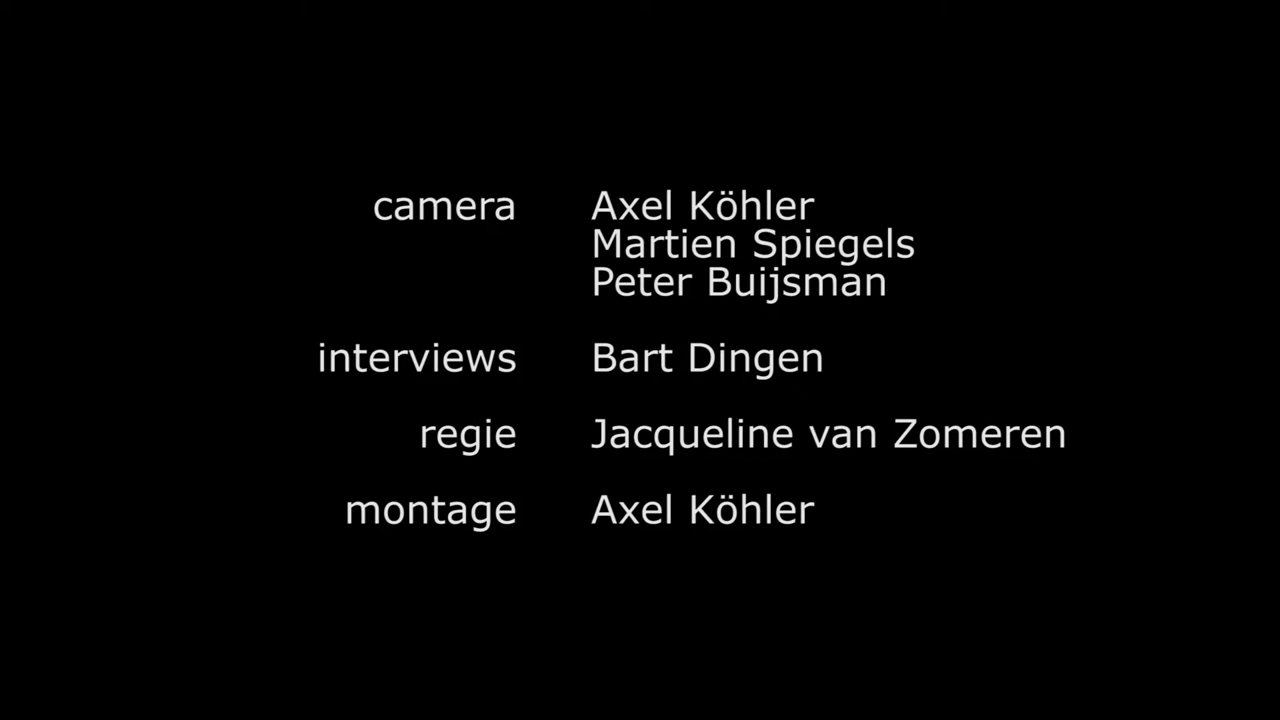 camera Axel Köhler
Martien Spiegels
Peter Buijsman
interviews Bart Dingen
regie Jacqueline van Zomeren
montage Axel Köhler